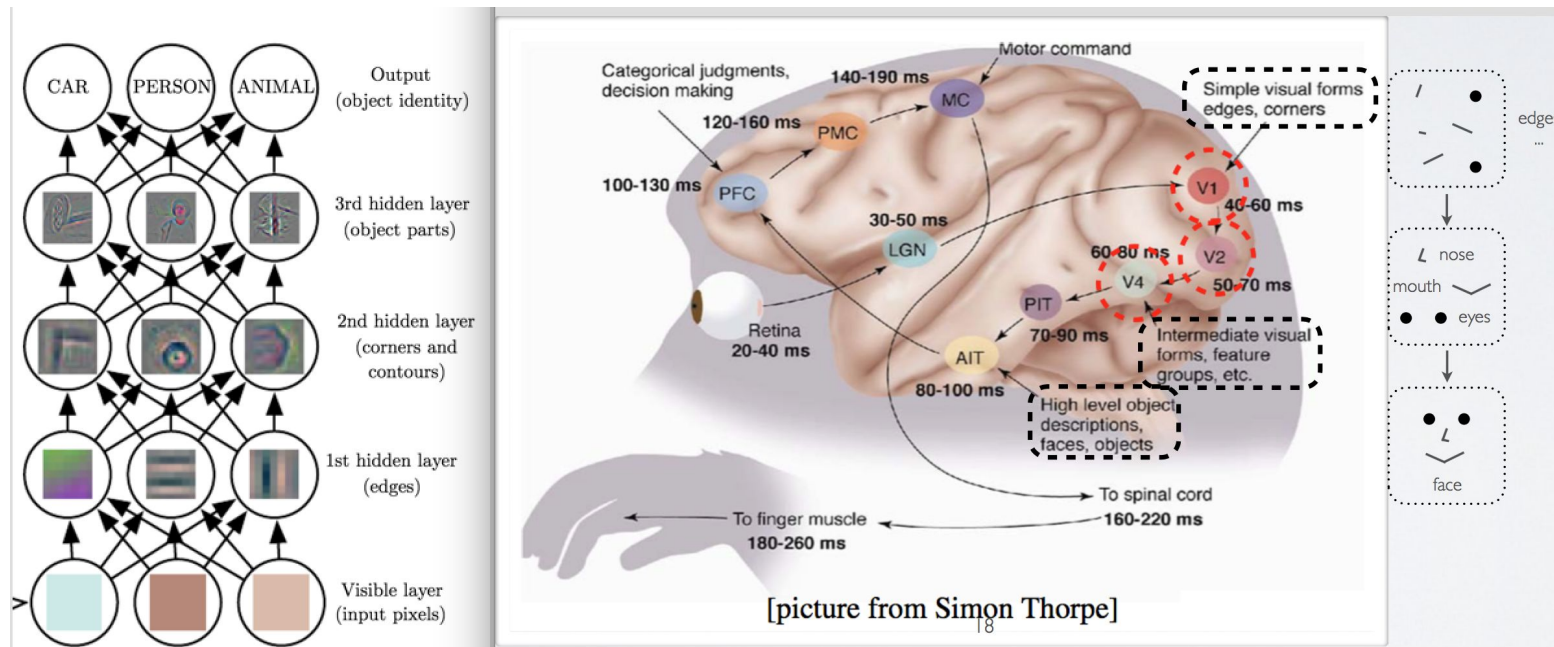 CAR
PERSON
ANIMAL
Output
(object identity)
3rd hidden layer
(object parts)
2nd hidden layer
(corners and
contours)
1st hidden layer
(edges)
Visible layer
(input pixels)
Motor command
Categorical judgments,
decision making
140-190 ms
MC
120-160 ms
PMC
100-130 ms
PFC
Simple visual forms
edges, corners
V1
40-60 ms
30-50 ms
LGN
60-80 ms
V2
V4
50-70 ms
PIT
70-90 ms
Retina
20-40 ms
AIT
80-100 ms
Intermediate visual
forms, feature
groups, etc.
High level object
descriptions,
faces, objects
To spinal cord
160-220 ms
To finger muscle
180-260 ms
[picture from Simon Thorpe]
18
edge
...
nose
mouth
eyes
face